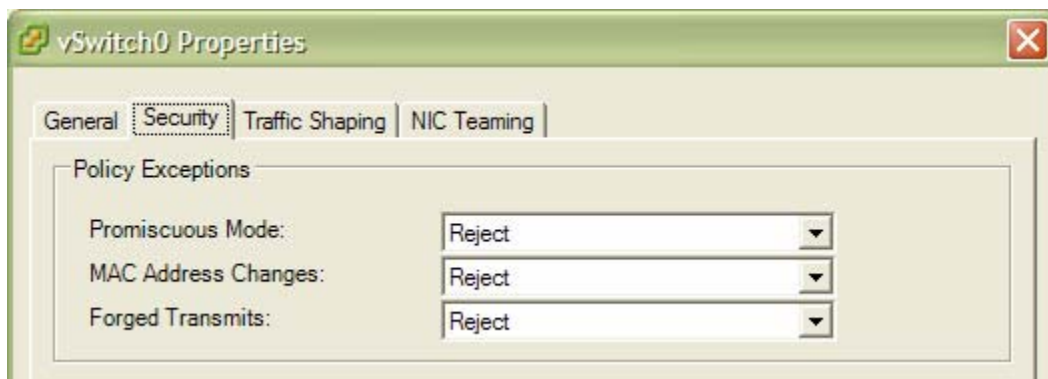 vSwitch0 Properties
General Security Traffic Shaping NIC Teaming
Policy Exceptions
Promiscuous Mode: Reject
MAC Address Changes: Reject
Forged Transmits: Reject